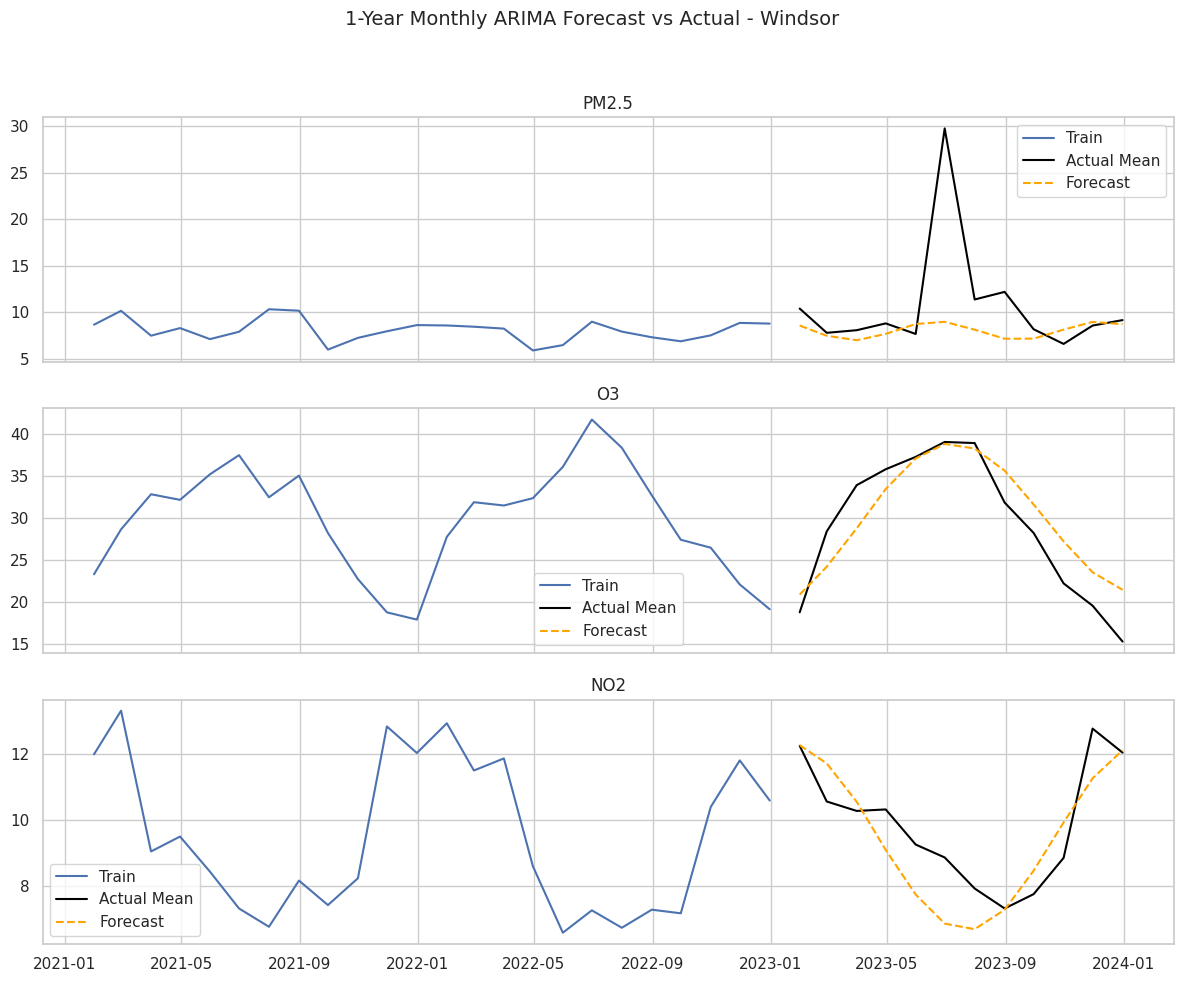 1-Year Monthly ARIMA Forecast vs Actual - Windsor
PM2.5
30
25
20
15
10
5
Train
Actual Mean
Forecast
O3
40
35
30
25
20
15
Train
Actual Mean
Forecast
NO2
12
10
8
Train
Actual Mean
Forecast
2021-01 2021-05 2021-09 2022-01 2022-05 2022-09 2023-01 2023-05 2023-09 2024-01